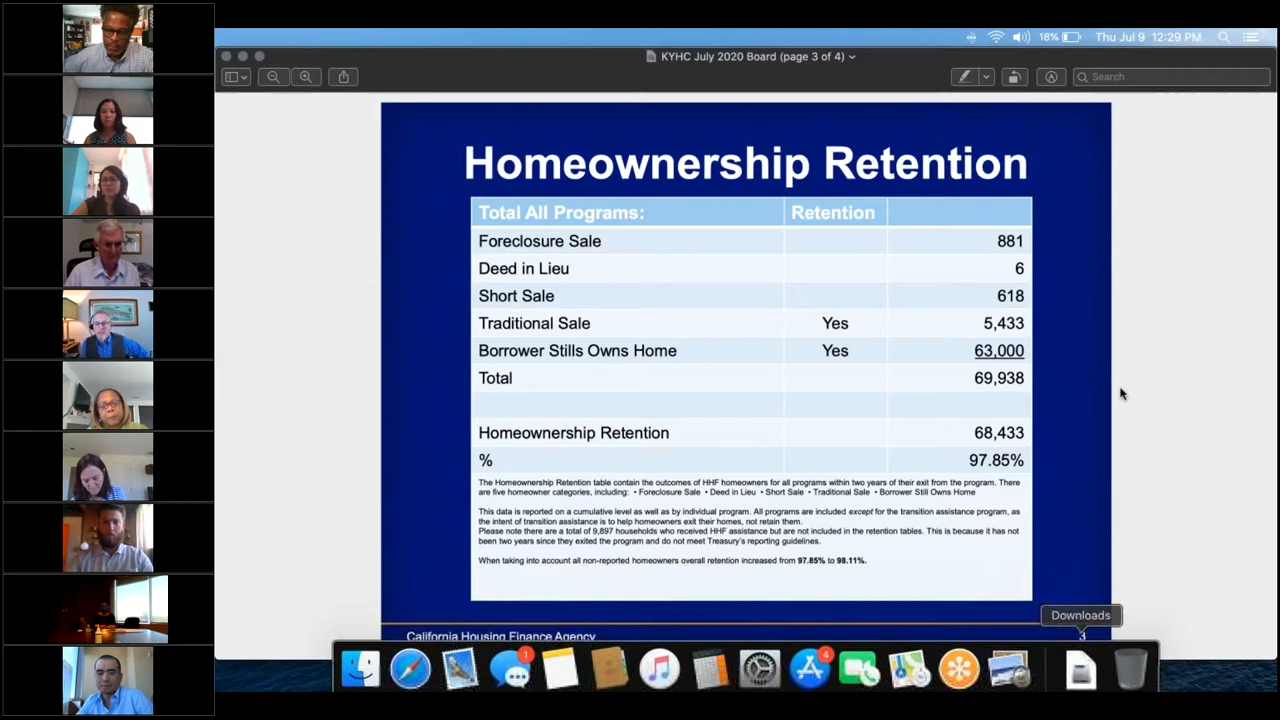 18% Thu Jul 9 12:29 PM
KYHC July 2020 Board (page 3 of 4)
Search
Homeownership Retention
Total All Programs: Retention
Foreclosure Sale 881
Deed in Lieu 6
Short Sale 618
Traditional Sale Yes 5,433
Borrower Stills Owns Home Yes 63,000
Total 69,938
Homeownership Retention 68,433
% 97.85%
The Homeownership Retention table contain the outcomes of HHF homeowners for all programs within two years of their exit from the program. There
are five homeowner categories, including: • Foreclosure Sale • Deed in Lieu • Short Sale • Traditional Sale • Borrower Still Owns Home
This data is reported on a cumulative level as well as by individual program. All programs are included except for the transition assistance program, as
the intent of transition assistance is to help homeowners exit their homes, not retain them.
Please note there are a total of 9,897 households who received HHF assistance but are not included in the retention tables. This is because it has not
been two years since they exited the program and do not meet Treasury's reporting guidelines.
When taking into account all non-reported homeowners overall retention increased from 97.85% to 98.11%.
Downloads
California Housing Finance Agency 3
1
4